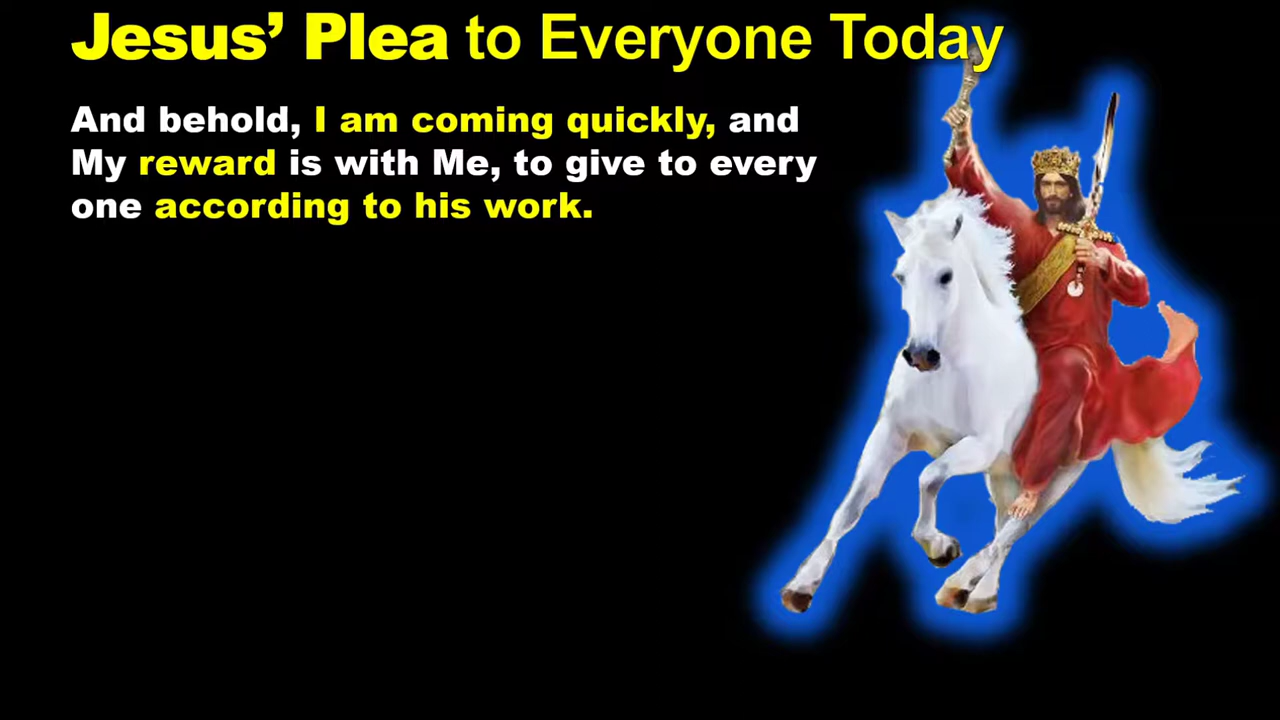 Jesus’ Plea to Everyone Today
And behold, I am coming quickly, and
My reward is with Me, to give to every
one according to his work.